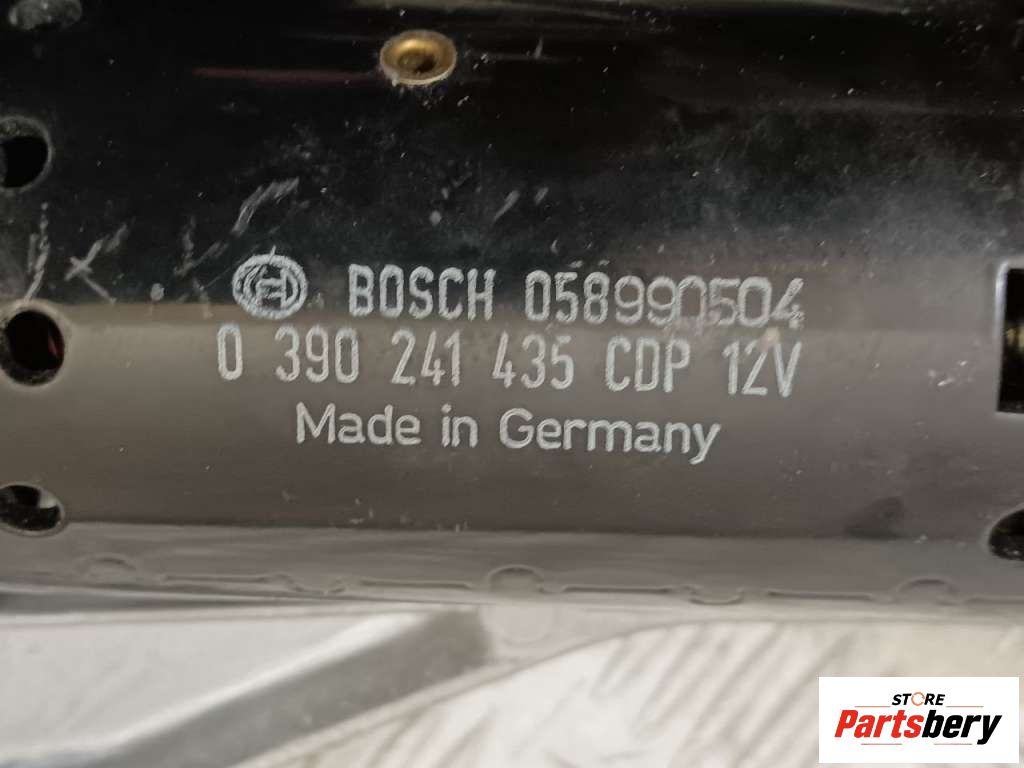 BOSCH 058990504
0 390 241 435 CDP 12V
Made in Germany
STORE
Partsbery